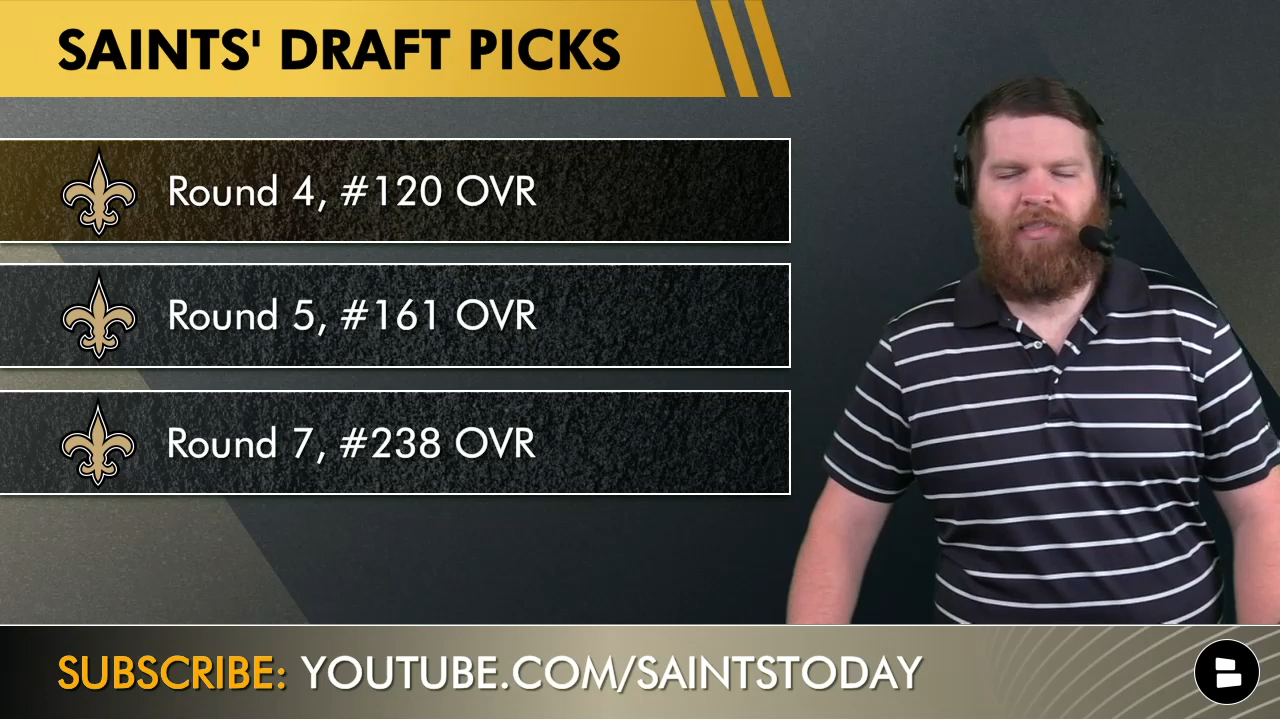 SAINTS' DRAFT PICKS
Round 4, #120 OVR
Round 5, #161 OVR
Round 7, #238 OVR
SUBSCRIBE: YOUTUBE.COM/SAINTSTODAY